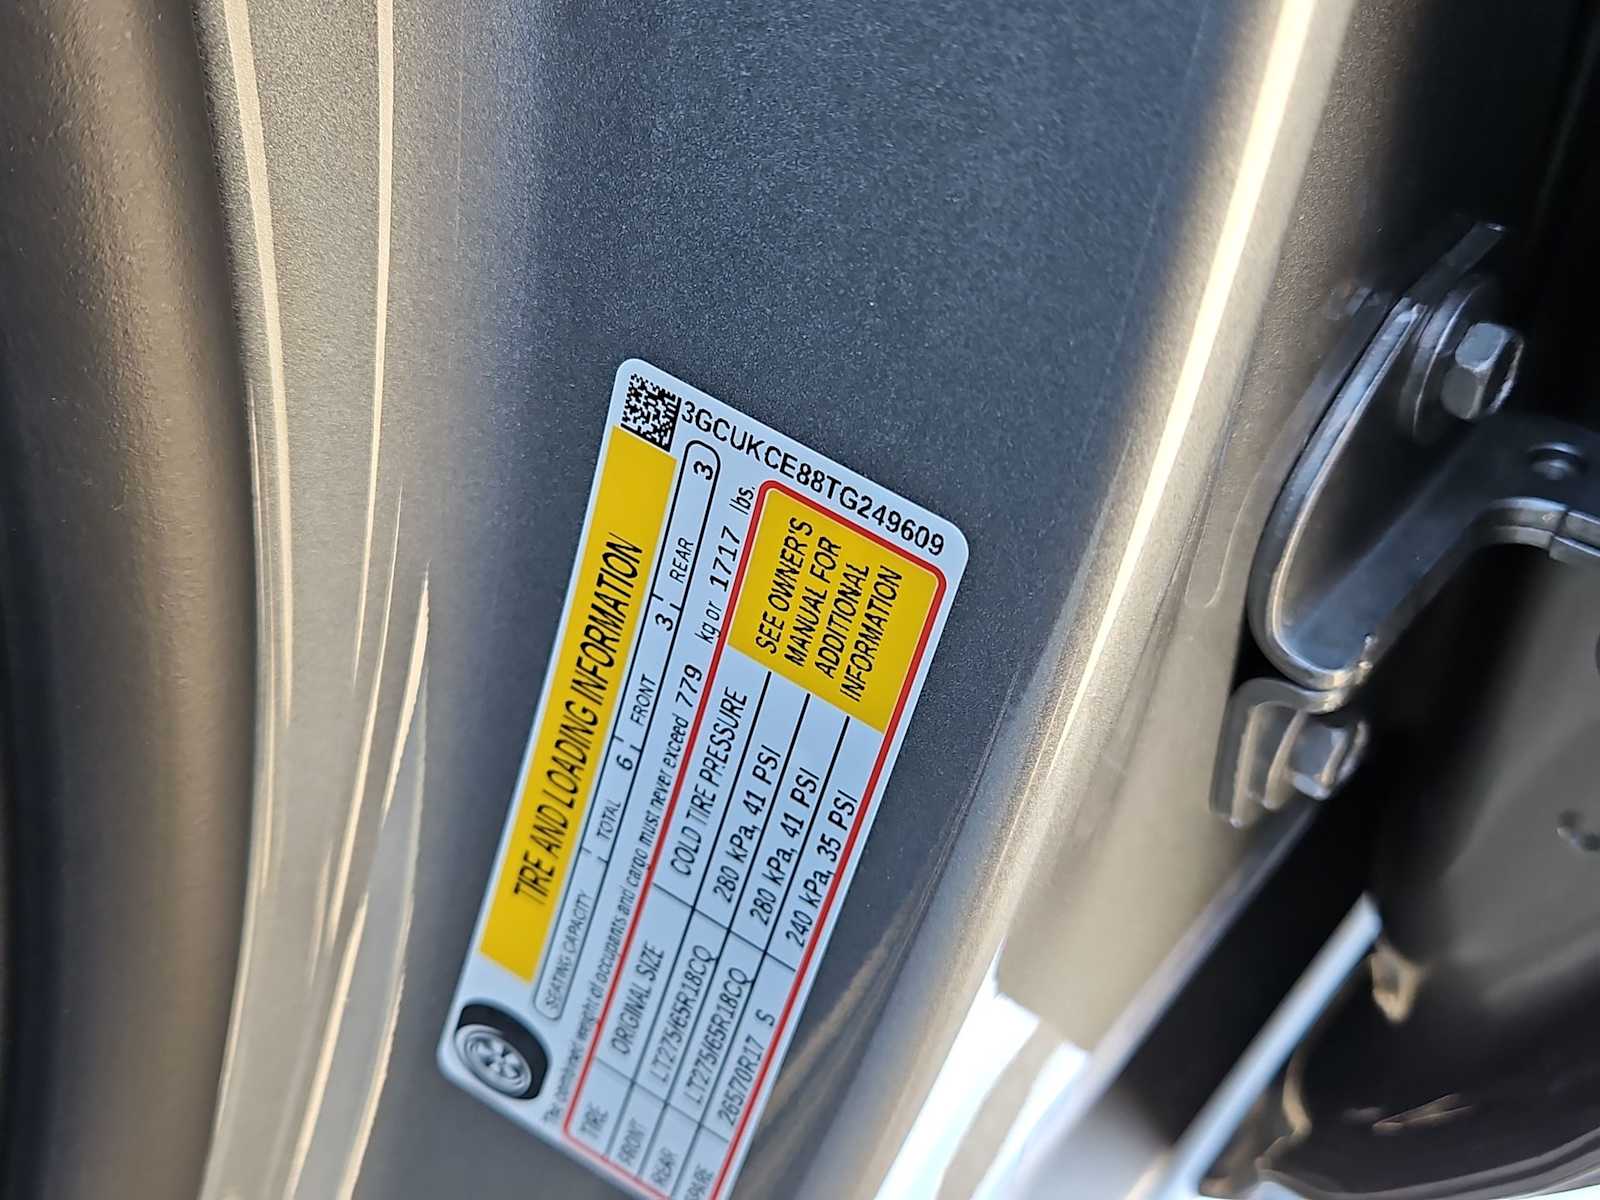 3GCUKCE88TG249609
TIRE AND LOADING INFORMATION
SEATING CAPACITY TOTAL 6 FRONT 3 REAR 3
The combined weight of occupants and cargo must never exceed 779 kg or 1717 lbs.
TIRE ORIGINAL SIZE COLD TIRE PRESSURE
FRONT LT275/65R18CQ 280 kPa, 41 PSI
REAR LT275/65R18CQ 280 kPa, 41 PSI
SPARE 265/70R17 S 240 kPa, 35 PSI
SEE OWNER'S
MANUAL FOR
ADDITIONAL
INFORMATION